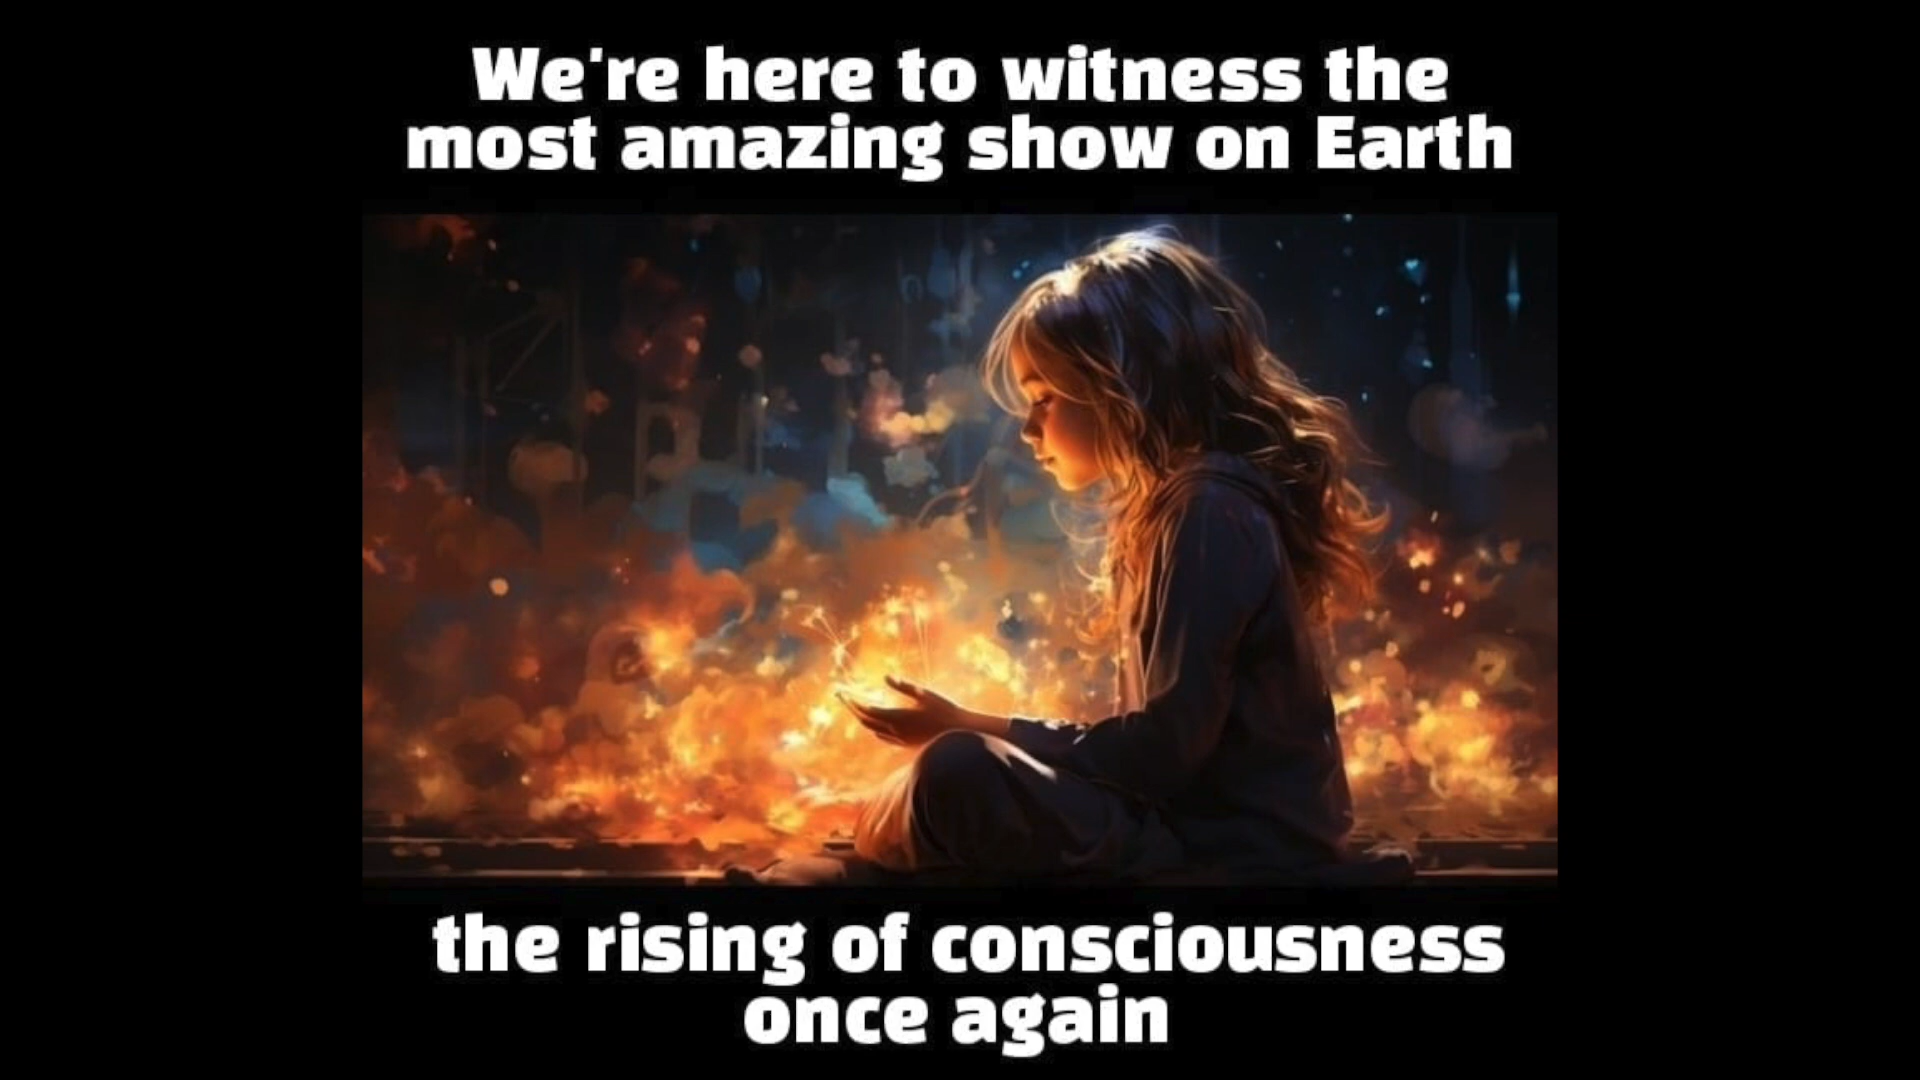 We're here to witness the
most amazing show on Earth
the rising of consciousness
once again